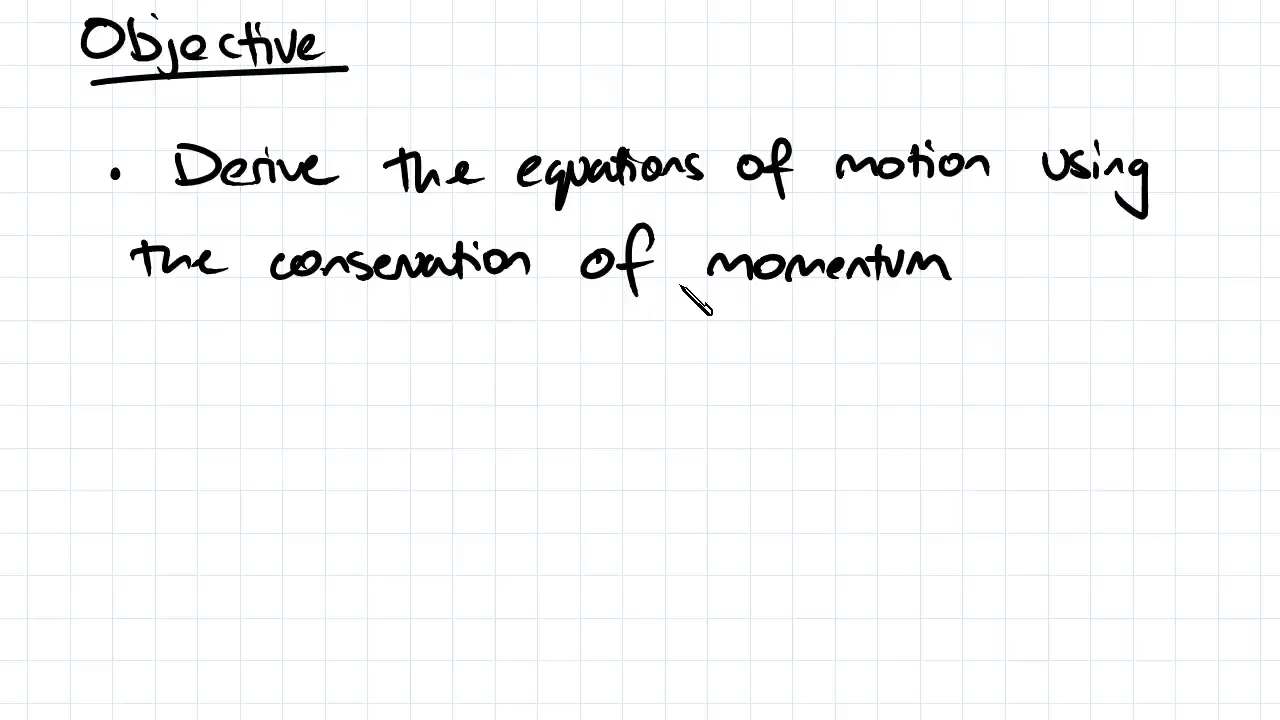 Objective
• Derive the equations of motion using
the conservation of momentum